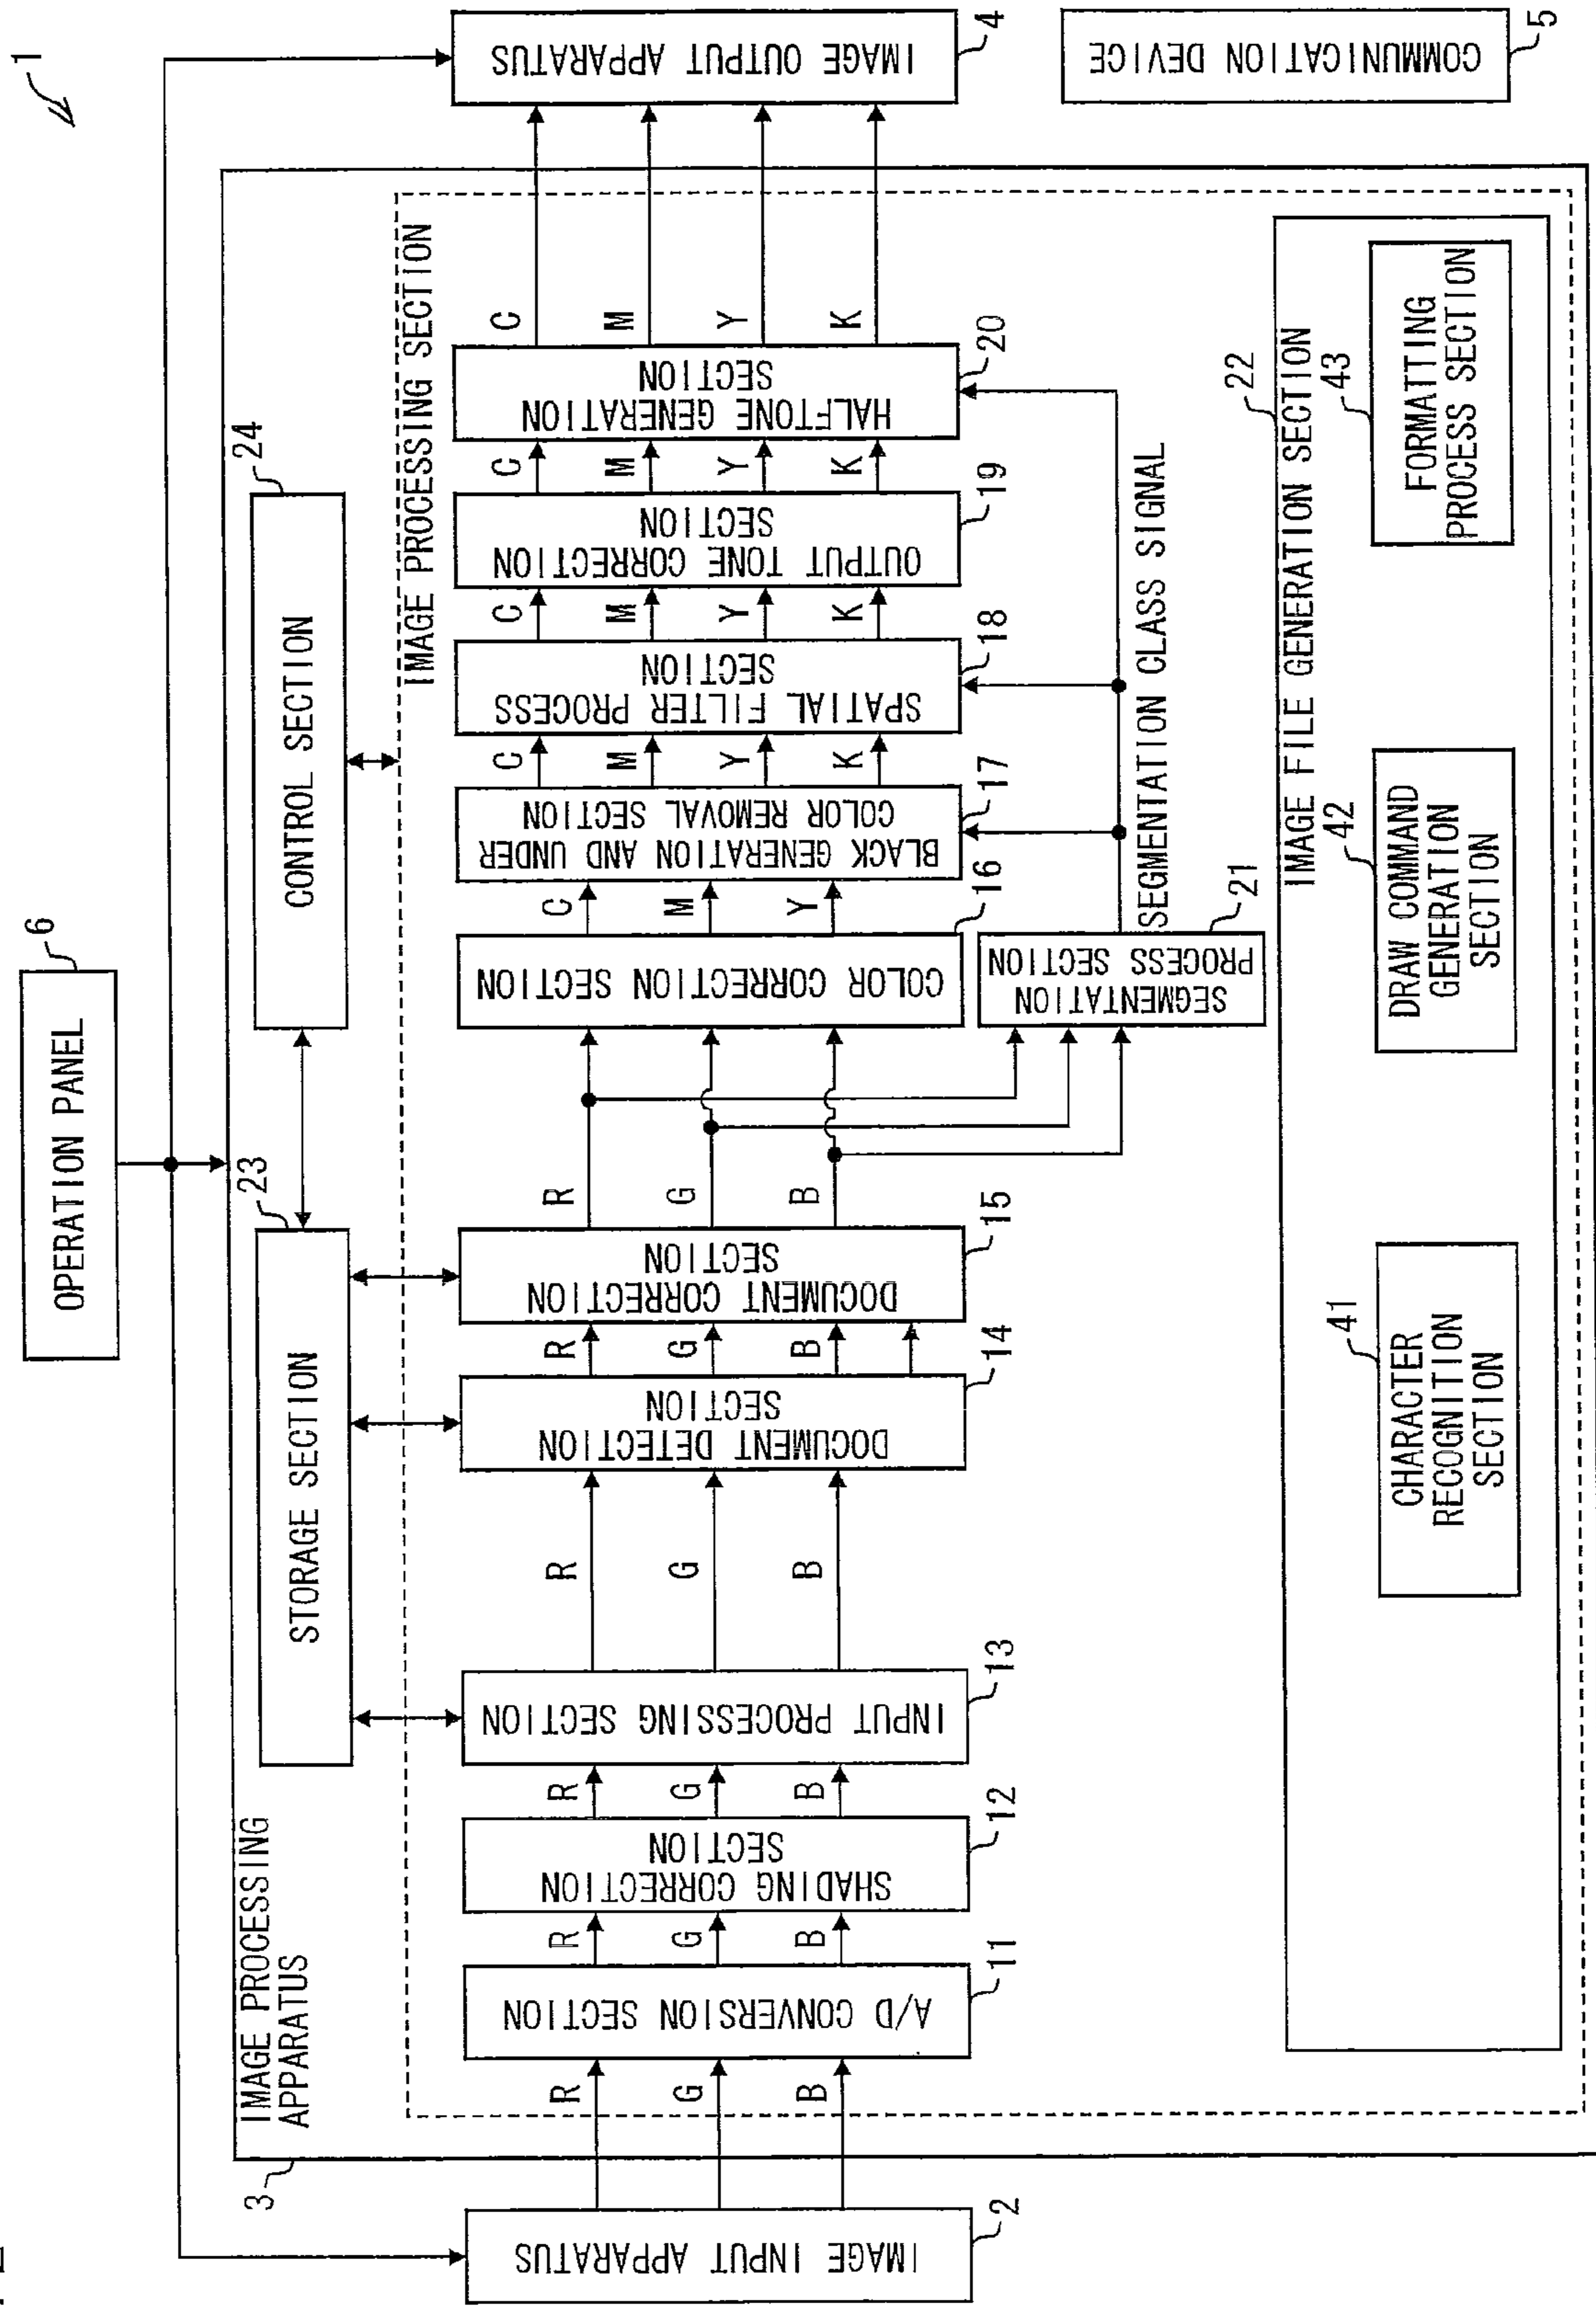 1
OPERATION PANEL
6
IMAGE PROCESSING
APPARATUS
3
STORAGE SECTION
23
CONTROL SECTION
24
IMAGE PROCESSING SECTION
IMAGE INPUT APPARATUS
2
R
G
B
A/D CONVERSION SECTION
11
R
G
B
SHADING CORRECTION
SECTION
12
R
G
B
INPUT PROCESSING SECTION
13
R
G
B
DOCUMENT DETECTION
SECTION
14
R
G
B
DOCUMENT CORRECTION
SECTION
15
R
G
B
COLOR CORRECTION SECTION
16
C
M
Y
BLACK GENERATION AND UNDER
COLOR REMOVAL SECTION
17
C
M
Y
K
SPATIAL FILTER PROCESS
SECTION
18
C
M
Y
K
OUTPUT TONE CORRECTION
SECTION
19
C
M
Y
K
HALFTONE GENERATION
SECTION
20
C
M
Y
K
IMAGE OUTPUT APPARATUS
4
COMMUNICATION DEVICE
5
SEGMENTATION
PROCESS SECTION
21
SEGMENTATION CLASS SIGNAL
22
IMAGE FILE GENERATION SECTION
CHARACTER
RECOGNITION
SECTION
41
DRAW COMMAND
GENERATION
SECTION
42
FORMATTING
PROCESS SECTION
43